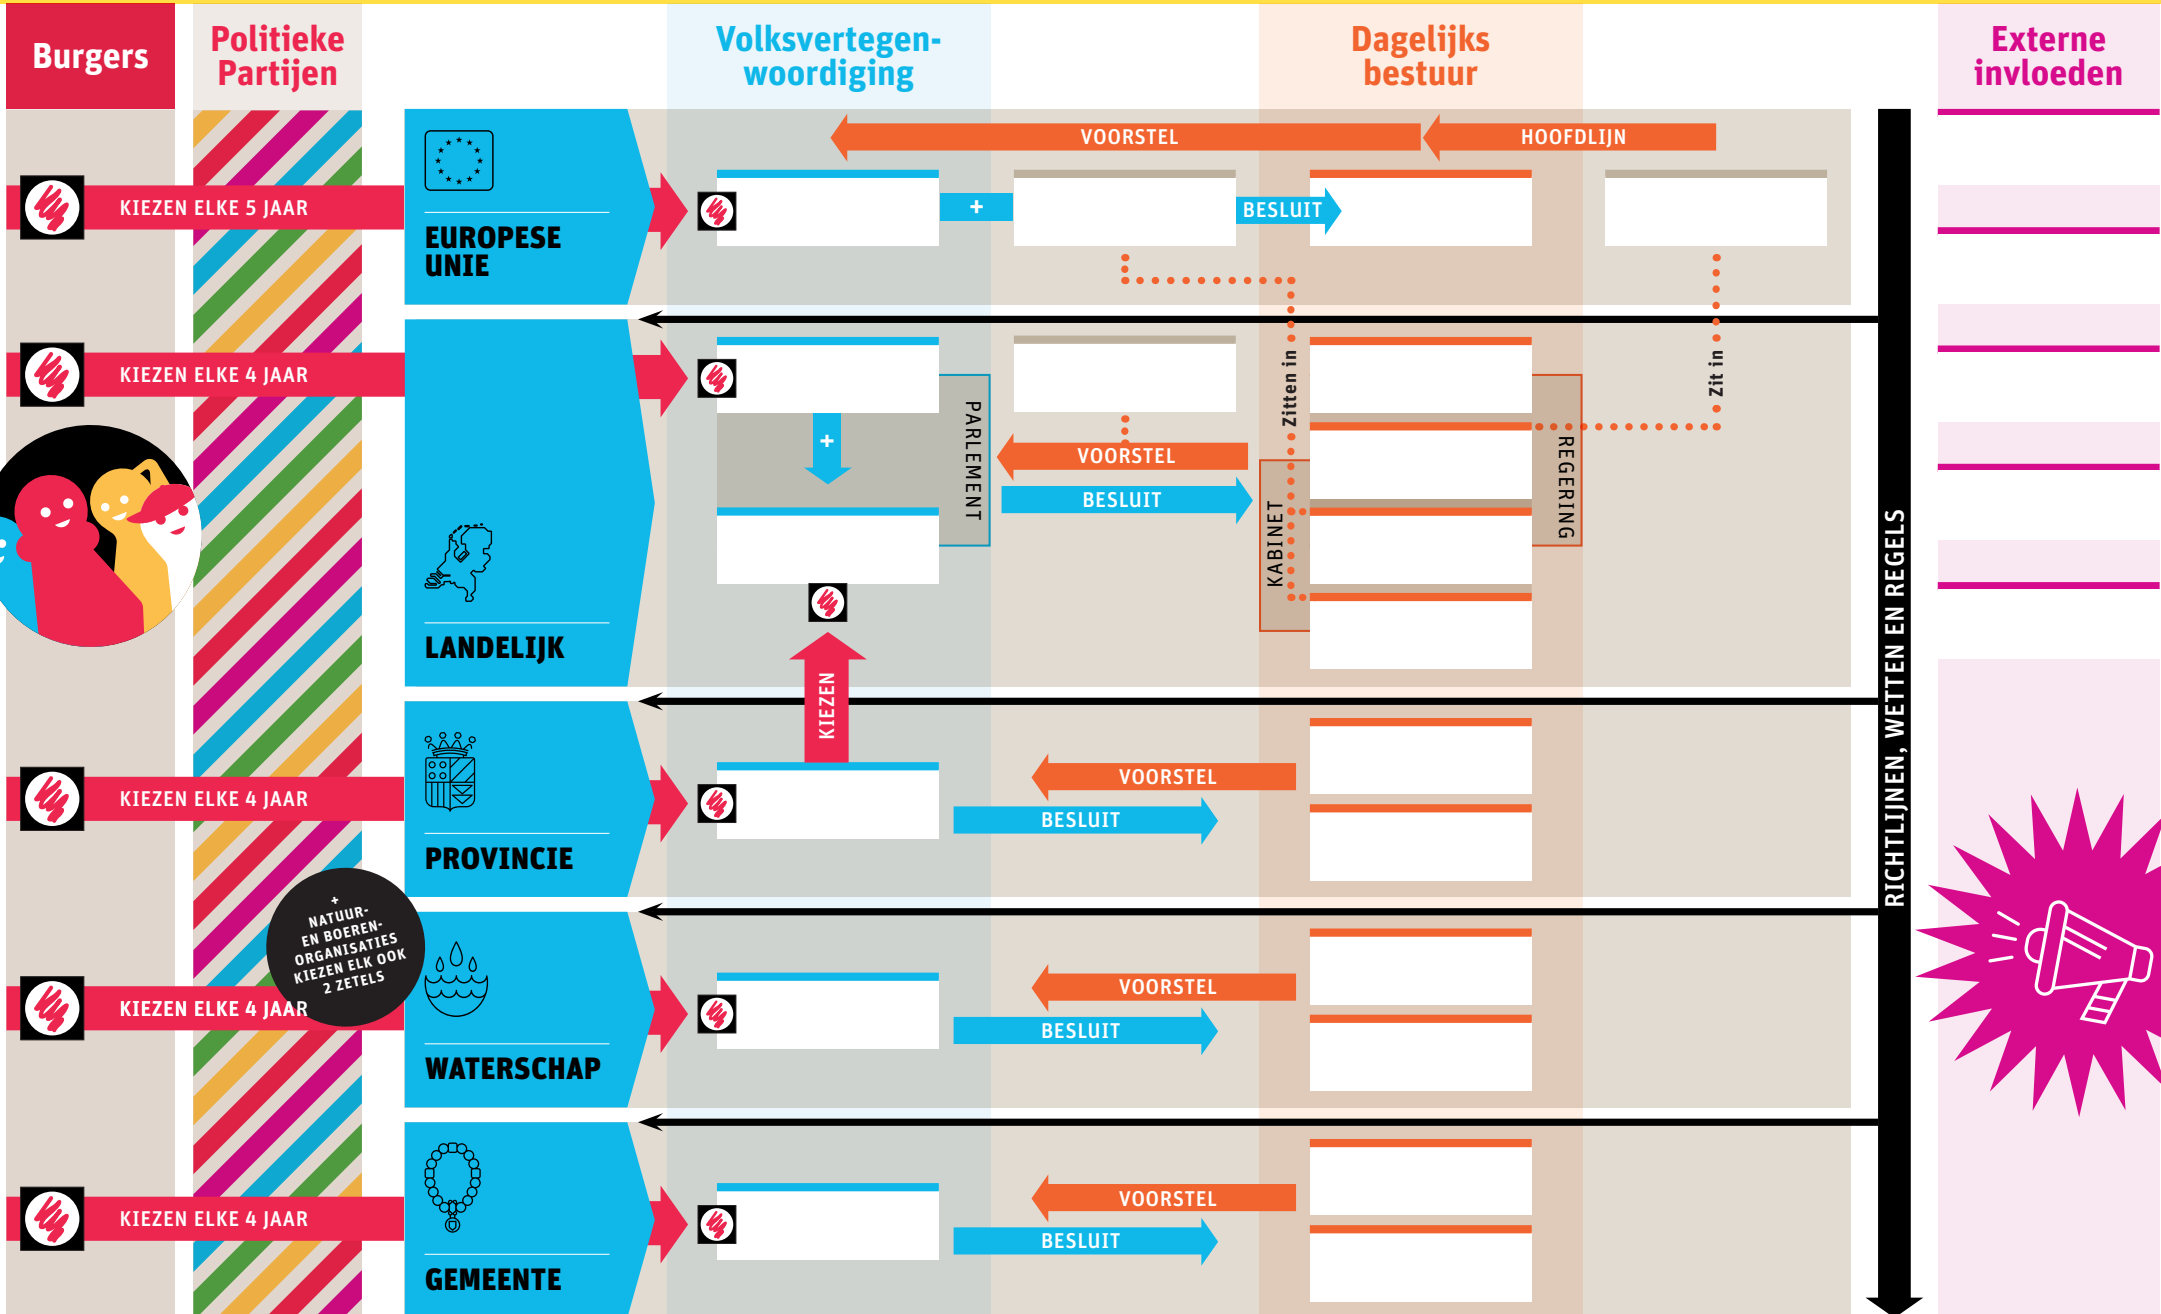 Burgers
Politieke
Partijen
Volksvertegen-
woordiging
Dagelijks
bestuur
Externe
invloeden
VOORSTEL
HOOFDLIJN
KIEZEN ELKE 5 JAAR
EUROPESE
UNIE
+
BESLUIT
KIEZEN ELKE 4 JAAR
LANDELIJK
+
PARLEMENT
VOORSTEL
BESLUIT
Zitten in
KABINET
REGERING
Zit in
KIEZEN
RICHTLIJNEN, WETTEN EN REGELS
KIEZEN ELKE 4 JAAR
PROVINCIE
VOORSTEL
BESLUIT
+
NATUUR-
EN BOEREN-
ORGANISATIES
KIEZEN ELK OOK
2 ZETELS
KIEZEN ELKE 4 JAAR
WATERSCHAP
VOORSTEL
BESLUIT
KIEZEN ELKE 4 JAAR
GEMEENTE
VOORSTEL
BESLUIT